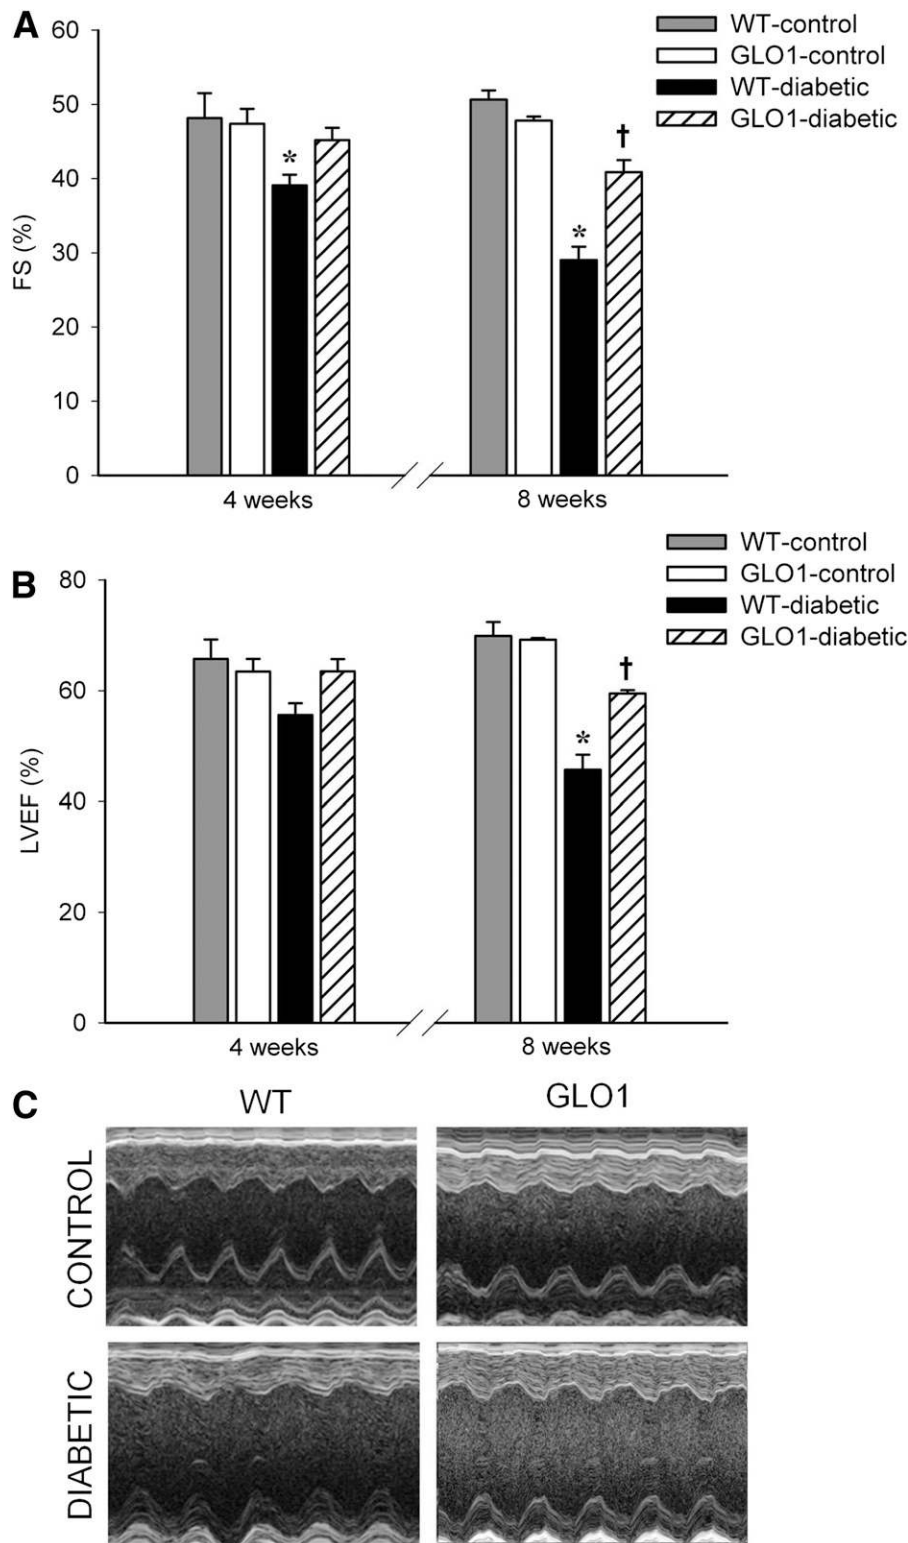 A
60
50
40
30
20
10
0
FS (%)
WT-control
GLO1-control
WT-diabetic
GLO1-diabetic
*
*
†
4 weeks
8 weeks
B
80
60
40
20
0
LVEF (%)
WT-control
GLO1-control
WT-diabetic
GLO1-diabetic
*
†
4 weeks
8 weeks
C
WT
GLO1
CONTROL
DIABETIC